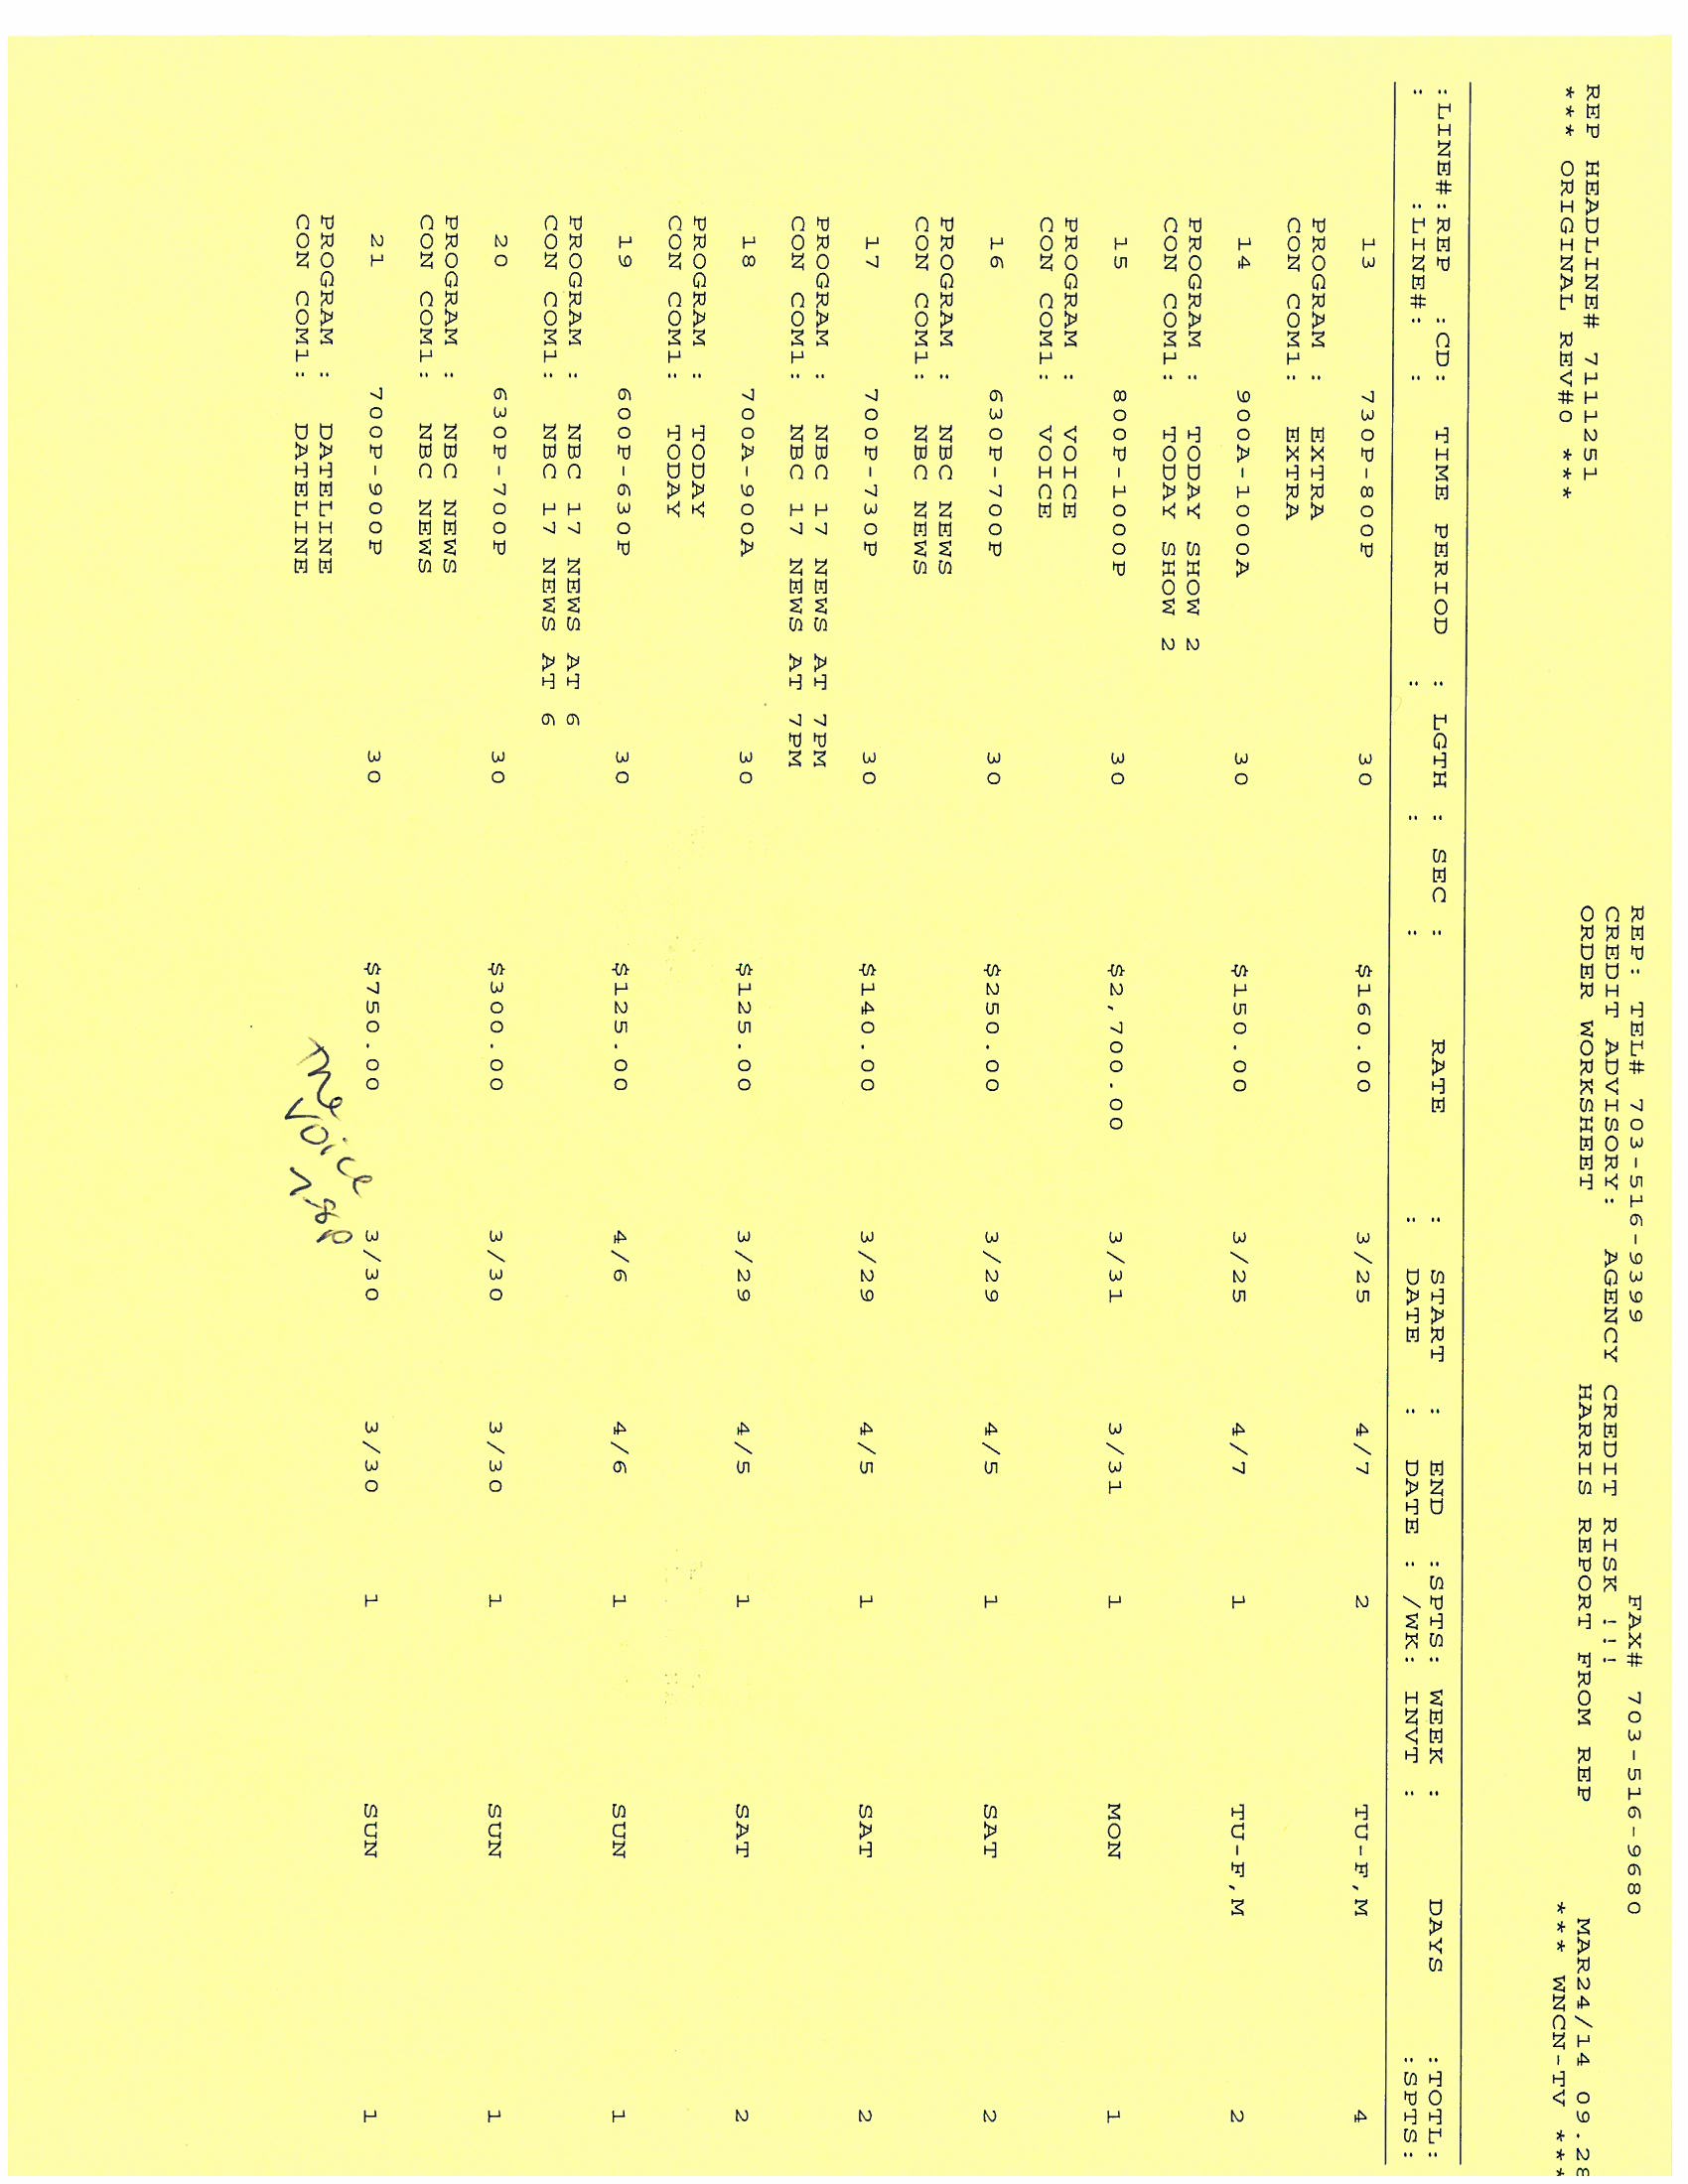 REP: TEL# 703-516-9399 FAX# 703-516-9680
CREDIT ADVISORY: AGENCY CREDIT RISK !!!
REP HEADLINE# 7111251 ORDER WORKSHEET HARRIS REPORT FROM REP MAR24/14 09.28
*** ORIGINAL REV#0 *** *** WNCN-TV ***
:LINE#:REP :CD: TIME PERIOD : LGTH : SEC : RATE : START : END :SPTS: WEEK : DAYS :TOTL:
: :LINE#: : : : : : DATE : DATE : /WK: INVT : :SPTS:
13 730P-800P 30 $160.00 3/25 4/7 2 TU-F,M 4
PROGRAM : EXTRA
CON COM1: EXTRA
14 900A-1000A 30 $150.00 3/25 4/7 1 TU-F,M 2
PROGRAM : TODAY SHOW 2
CON COM1: TODAY SHOW 2
15 800P-1000P 30 $2,700.00 3/31 3/31 1 MON 1
PROGRAM : VOICE
CON COM1: VOICE
16 630P-700P 30 $250.00 3/29 4/5 1 SAT 2
PROGRAM : NBC NEWS
CON COM1: NBC NEWS
17 700P-730P 30 $140.00 3/29 4/5 1 SAT 2
PROGRAM : NBC 17 NEWS AT 7PM
CON COM1: NBC 17 NEWS AT 7PM
18 700A-900A 30 $125.00 3/29 4/5 1 SAT 2
PROGRAM : TODAY
CON COM1: TODAY
19 600P-630P 30 $125.00 4/6 4/6 1 SUN 1
PROGRAM : NBC 17 NEWS AT 6
CON COM1: NBC 17 NEWS AT 6
20 630P-700P 30 $300.00 3/30 3/30 1 SUN 1
PROGRAM : NBC NEWS
CON COM1: NBC NEWS
21 700P-900P 30 $750.00 3/30 3/30 1 SUN 1
PROGRAM : DATELINE
CON COM1: DATELINE
The
Voice